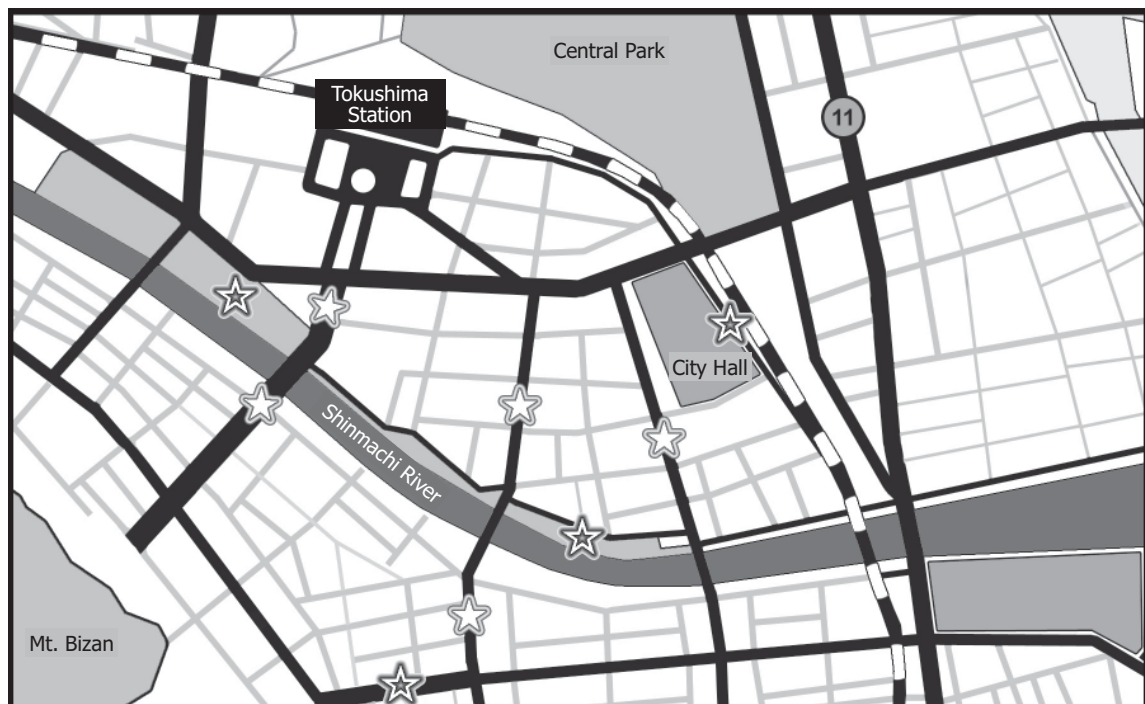 Central Park
Tokushima
Station
11
City Hall
Shinmachi River
Mt. Bizan